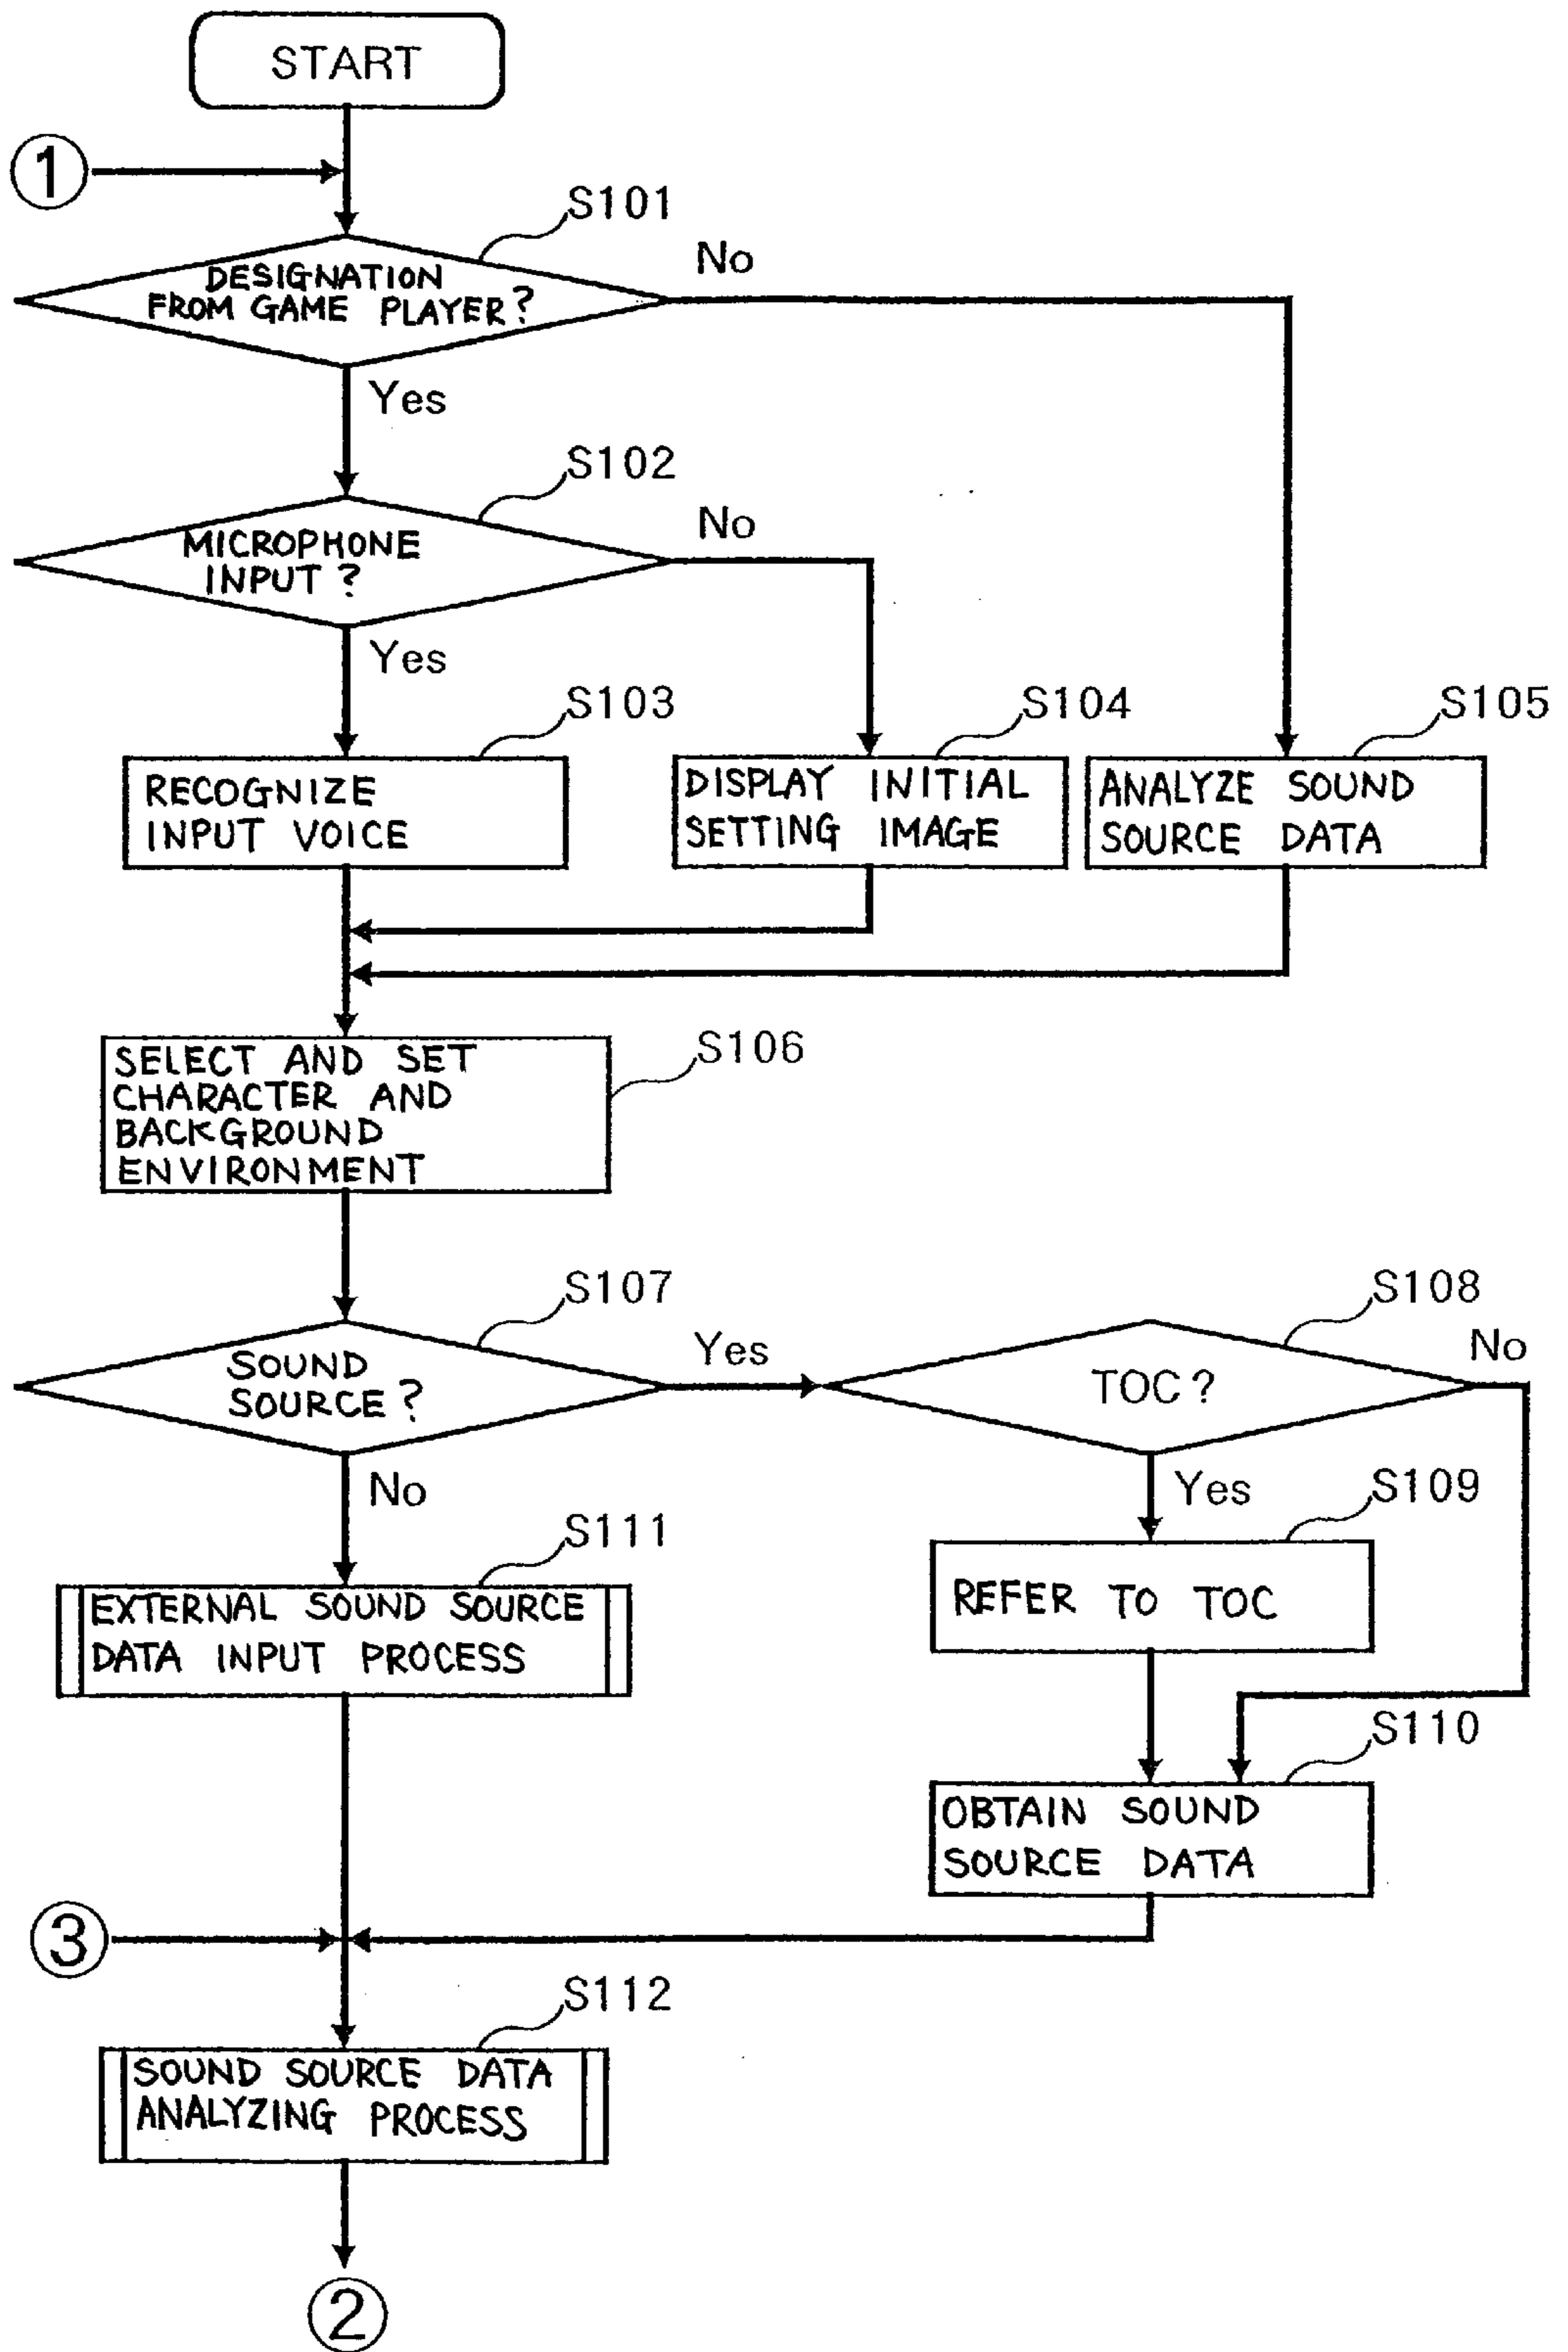 START
①
S101
DESIGNATION
FROM GAME PLAYER?
No
Yes
S102
MICROPHONE
INPUT?
No
Yes
S103
RECOGNIZE
INPUT VOICE
S104
DISPLAY INITIAL
SETTING IMAGE
S105
ANALYZE SOUND
SOURCE DATA
S106
SELECT AND SET
CHARACTER AND
BACKGROUND
ENVIRONMENT
S107
SOUND
SOURCE?
Yes
No
S108
TOC?
No
Yes
S109
REFER TO TOC
S111
EXTERNAL SOUND SOURCE
DATA INPUT PROCESS
S110
OBTAIN SOUND
SOURCE DATA
③
S112
SOUND SOURCE DATA
ANALYZING PROCESS
②